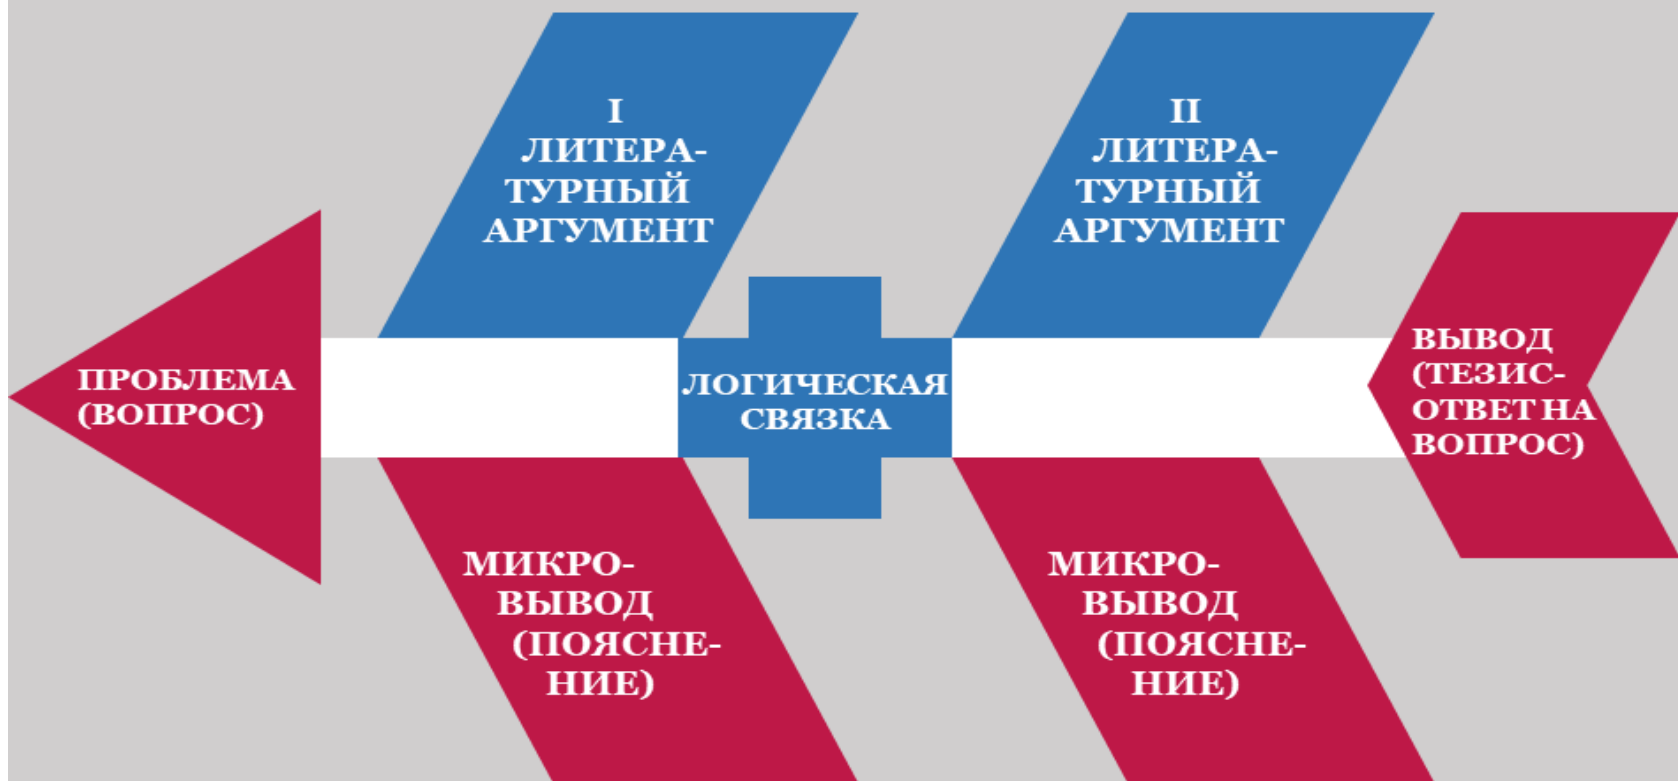 ПРОБЛЕМА
(ВОПРОС)
I
ЛИТЕРА-
ТУРНЫЙ
АРГУМЕНТ
МИКРО-
ВЫВОД
(ПОЯСНЕ-
НИЕ)
ЛОГИЧЕСКАЯ
СВЯЗКА
II
ЛИТЕРА-
ТУРНЫЙ
АРГУМЕНТ
МИКРО-
ВЫВОД
(ПОЯСНЕ-
НИЕ)
ВЫВОД
(ТЕЗИС-
ОТВЕТ НА
ВОПРОС)